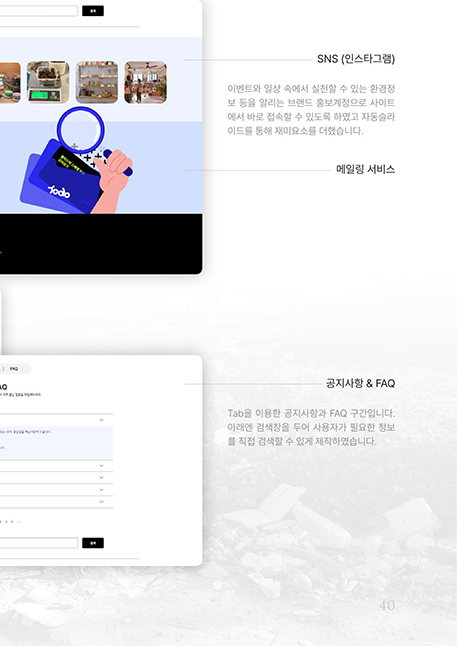 검색
SNS (인스타그램)
이벤트와 일상 속에서 실천할 수 있는 환경정
보 등을 알리는 브랜드 홍보계정으로 사이트
에서 바로 접속할 수 있도록 하였고 자동슬라
이드를 통해 재미요소를 더했습니다.
메일링 서비스
todo
FAQ
공지사항 & FAQ
Tab을 이용한 공지사항과 FAQ 구간입니다.
아래엔 검색창을 두어 사용자가 필요한 정보
를 직접 검색할 수 있게 제작하였습니다.
검색
40